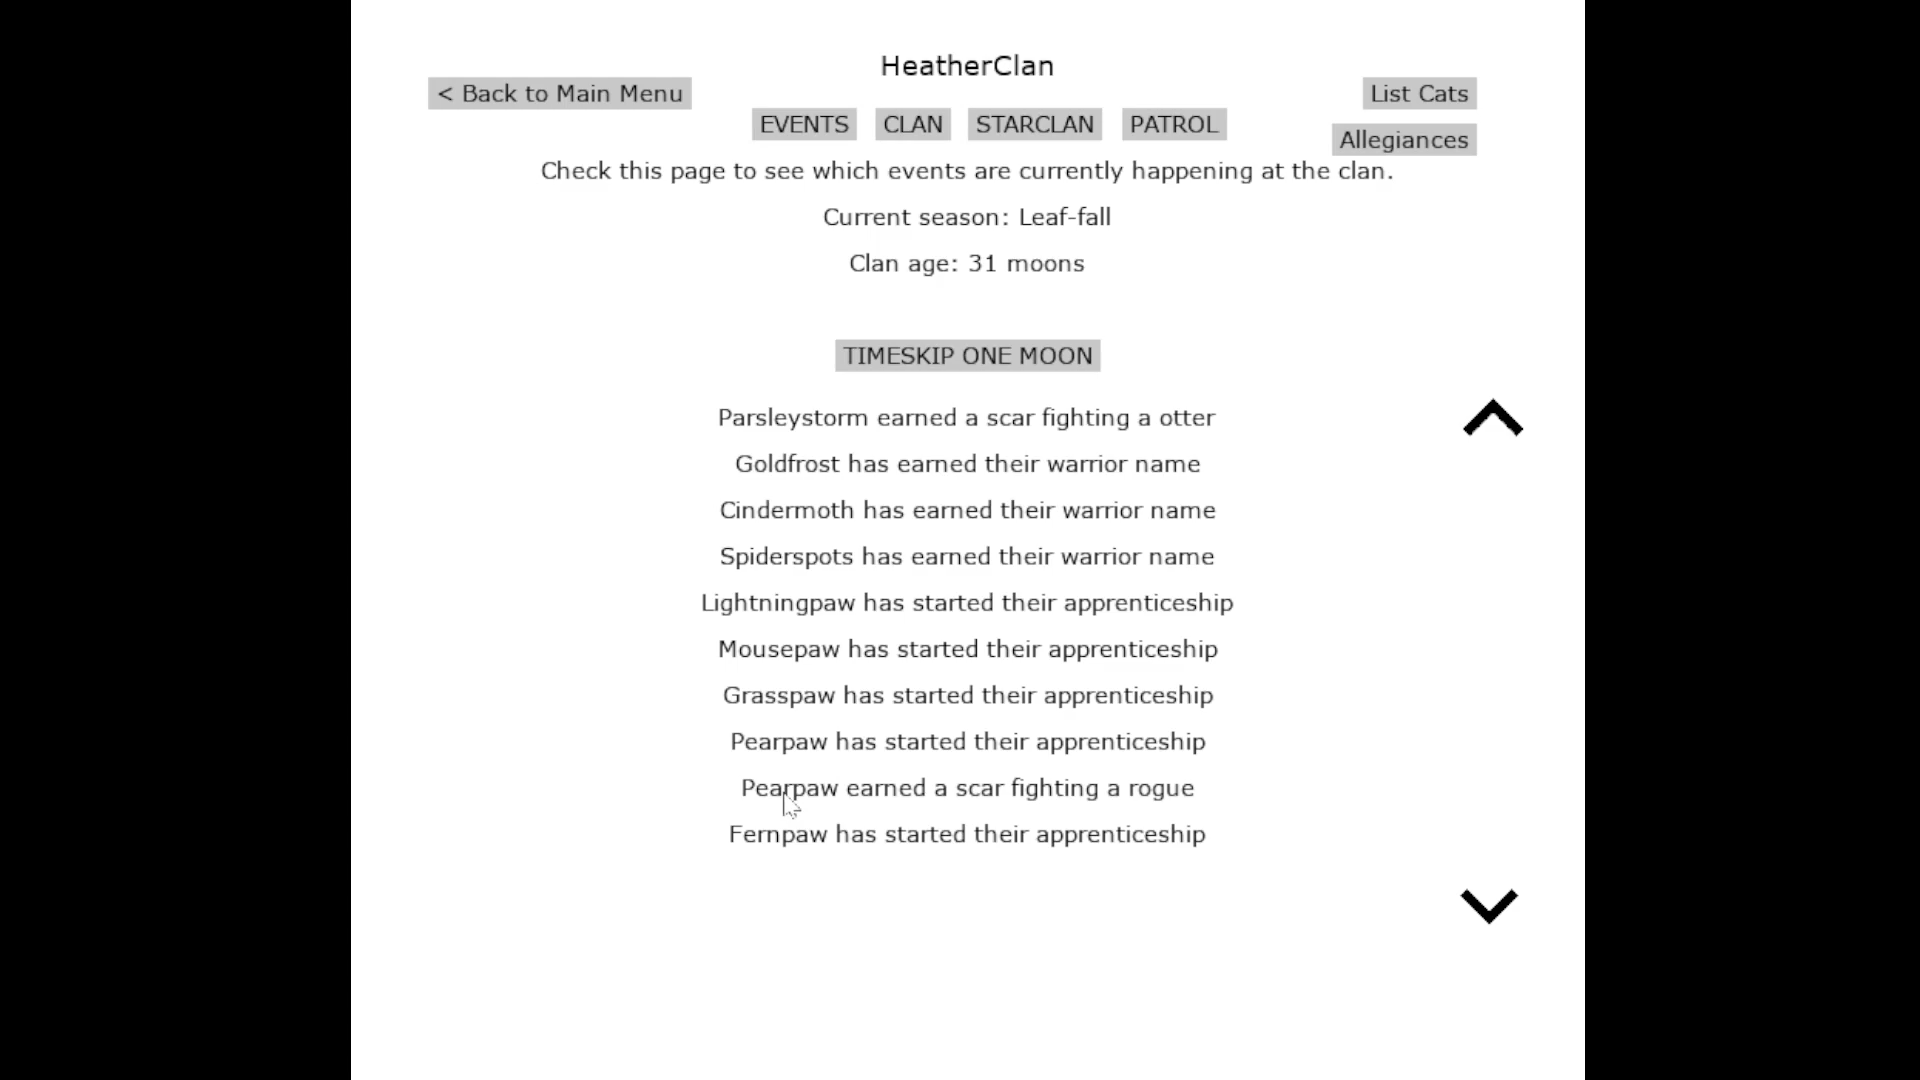 HeatherClan
< Back to Main Menu
List Cats
EVENTS CLAN STARCLAN PATROL
Allegiances
Check this page to see which events are currently happening at the clan.
Current season: Leaf-fall
Clan age: 31 moons
TIMESKIP ONE MOON
Parsleystorm earned a scar fighting a otter
Goldfrost has earned their warrior name
Cindermoth has earned their warrior name
Spiderspots has earned their warrior name
Lightningpaw has started their apprenticeship
Mousepaw has started their apprenticeship
Grasspaw has started their apprenticeship
Pearpaw has started their apprenticeship
Pearpaw earned a scar fighting a rogue
Fernpaw has started their apprenticeship